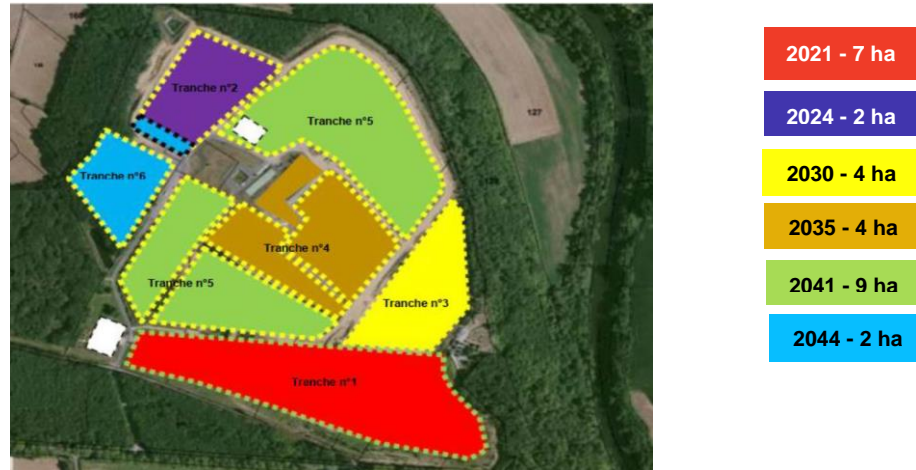 Tranche n°2
Tranche n°5
127
Tranche n°6
Tranche n°4
Tranche n°5
Tranche n°3
Tranche n°1
2021 - 7 ha
2024 - 2 ha
2030 - 4 ha
2035 - 4 ha
2041 - 9 ha
2044 - 2 ha